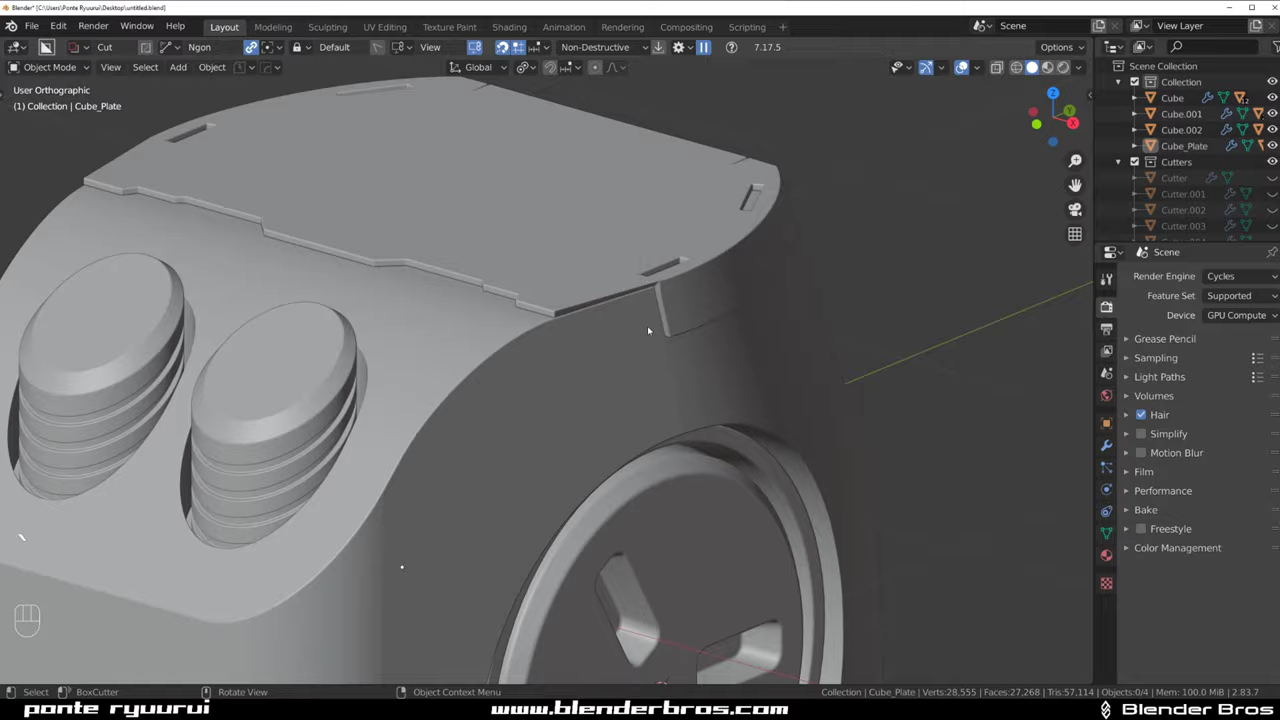 Blender* [C:\Users\Ponte Ryuurui\Desktop\untitled.blend]
File Edit Render Window Help Layout Modeling Sculpting UV Editing Texture Paint Shading Animation Rendering Compositing Scripting Scene View Layer
Cut Ngon Default View Non-Destructive 7.17.5 Options
Object Mode View Select Add Object Global
User Orthographic
(1) Collection | Cube_Plate
Z
Y
X
Scene Collection
Collection
Cube
12
Cube.001
Cube.002
Cube_Plate
Cutters
Cutter
Cutter.001
Cutter.002
Cutter.003
Scene
Render Engine Cycles
Feature Set Supported
Device GPU Compute
Grease Pencil
Sampling
Light Paths
Volumes
Hair
Simplify
Motion Blur
Film
Performance
Bake
Freestyle
Color Management
Select BoxCutter Rotate View Object Context Menu Collection | Cube_Plate | Verts:28,555 | Faces:27,268 | Tris:57,114 | Objects:0/4 | Mem: 100.0 MiB | 2.83.7
ponte ryuurui www.blenderbros.com Blender Bros